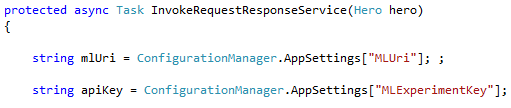 protected async Task InvokeRequestResponseService(Hero hero)
{
string mlUri = ConfigurationManager.AppSettings["MLUri"]; ;
string apiKey = ConfigurationManager.AppSettings["MLExperimentKey"];